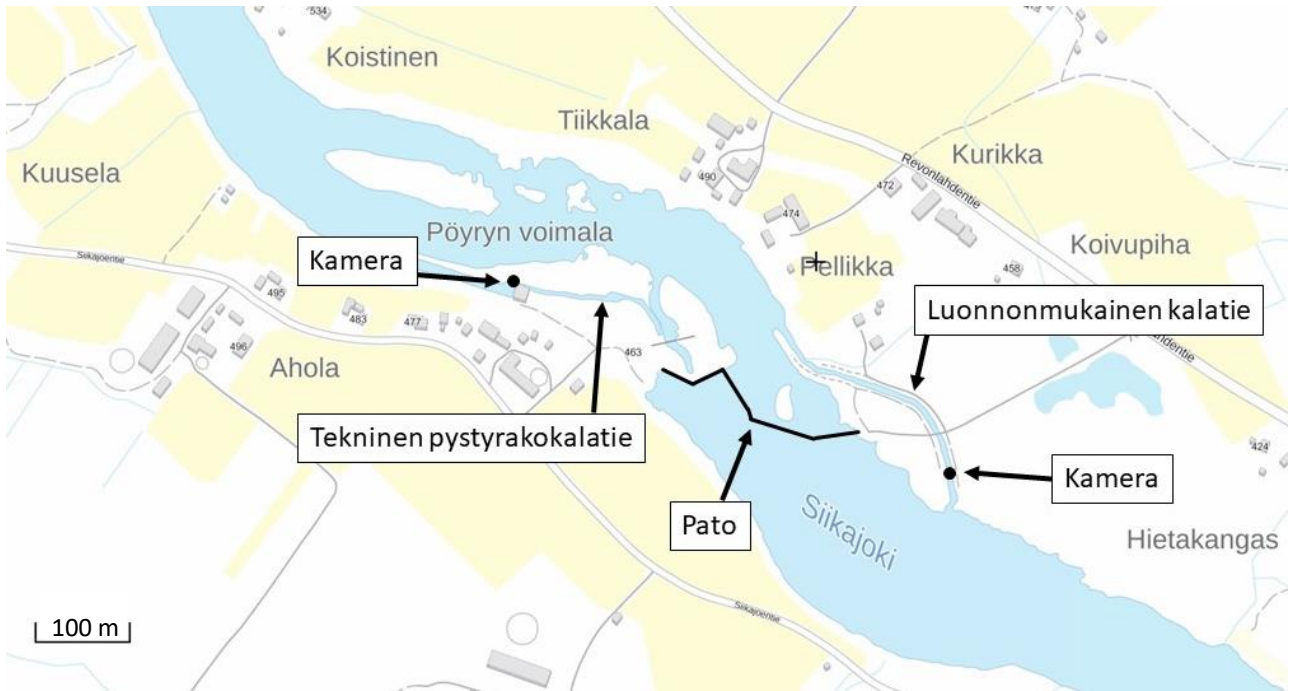 534
Koistinen
Tiikkala
Kurikka
Revonlahdentie
Kuusela
490
472
474
Pöyryn voimala
Koivupiha
Kamera
Siikajoentie
Pellikka
458
Luonnonmukainen kalatie
495
483
477
496
463
Ahola
Tekninen pystyrakokalatie
424
Kamera
Pato
Siikajoki
Hietakangas
Siikajoentie
100 m